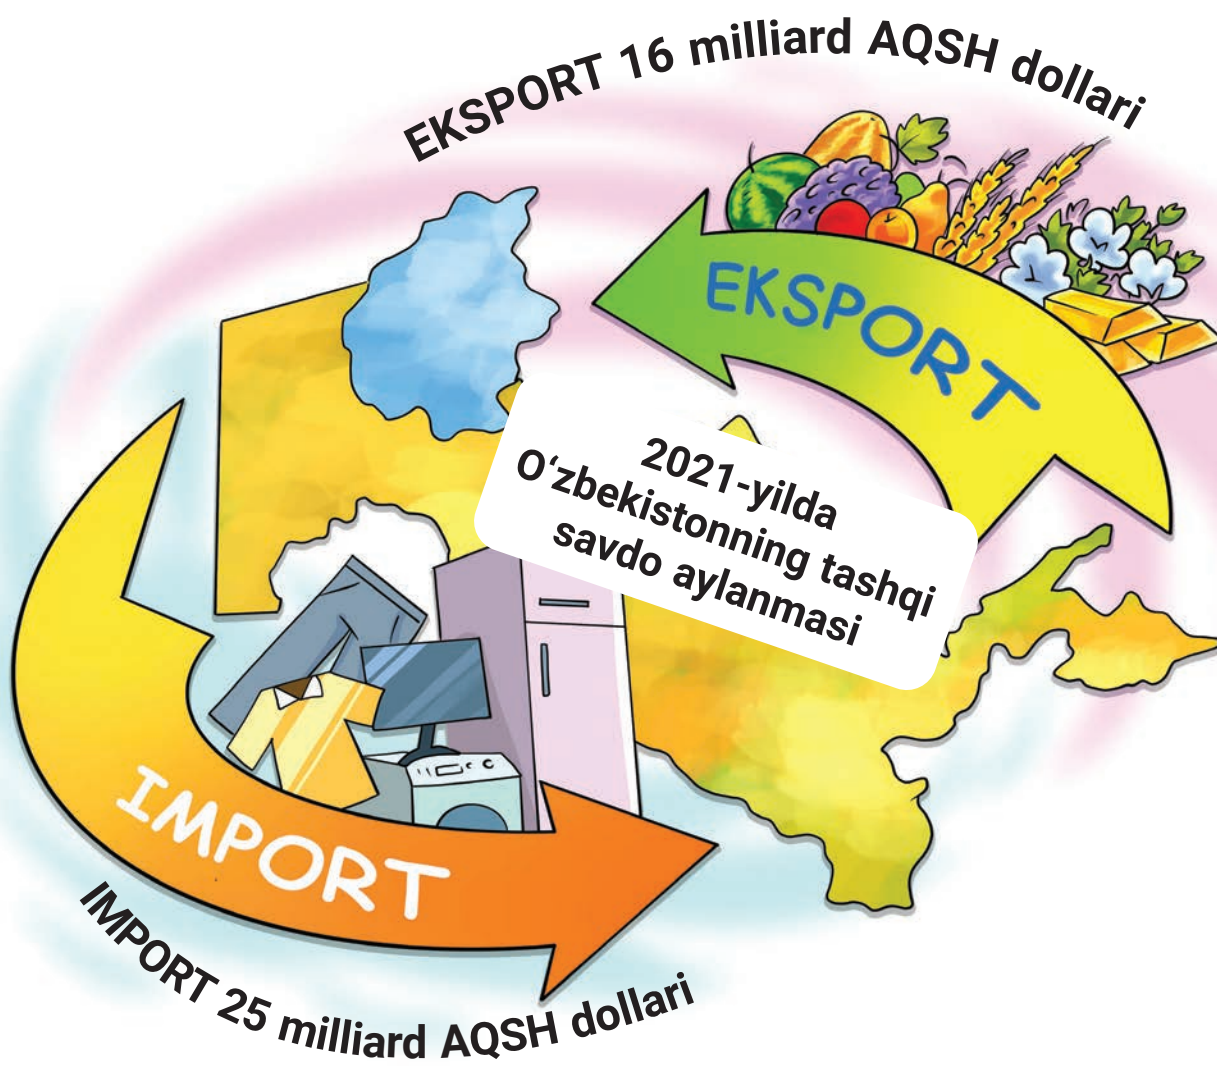 EKSPORT 16 milliard AQSH dollari
EKSPORT
2021-yilda
O‘zbekistonning tashqi
savdo aylanmasi
IMPORT
IMPORT 25 milliard AQSH dollari